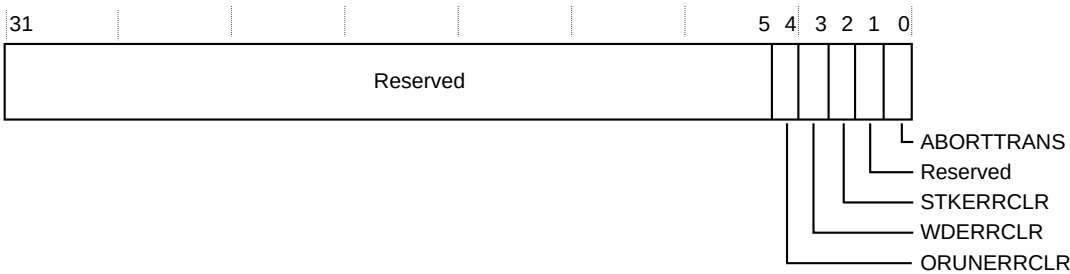 31 5 4 3 2 1 0
Reserved
ABORTTRANS
Reserved
STKERRCLR
WDERRCLR
ORUNERRCLR